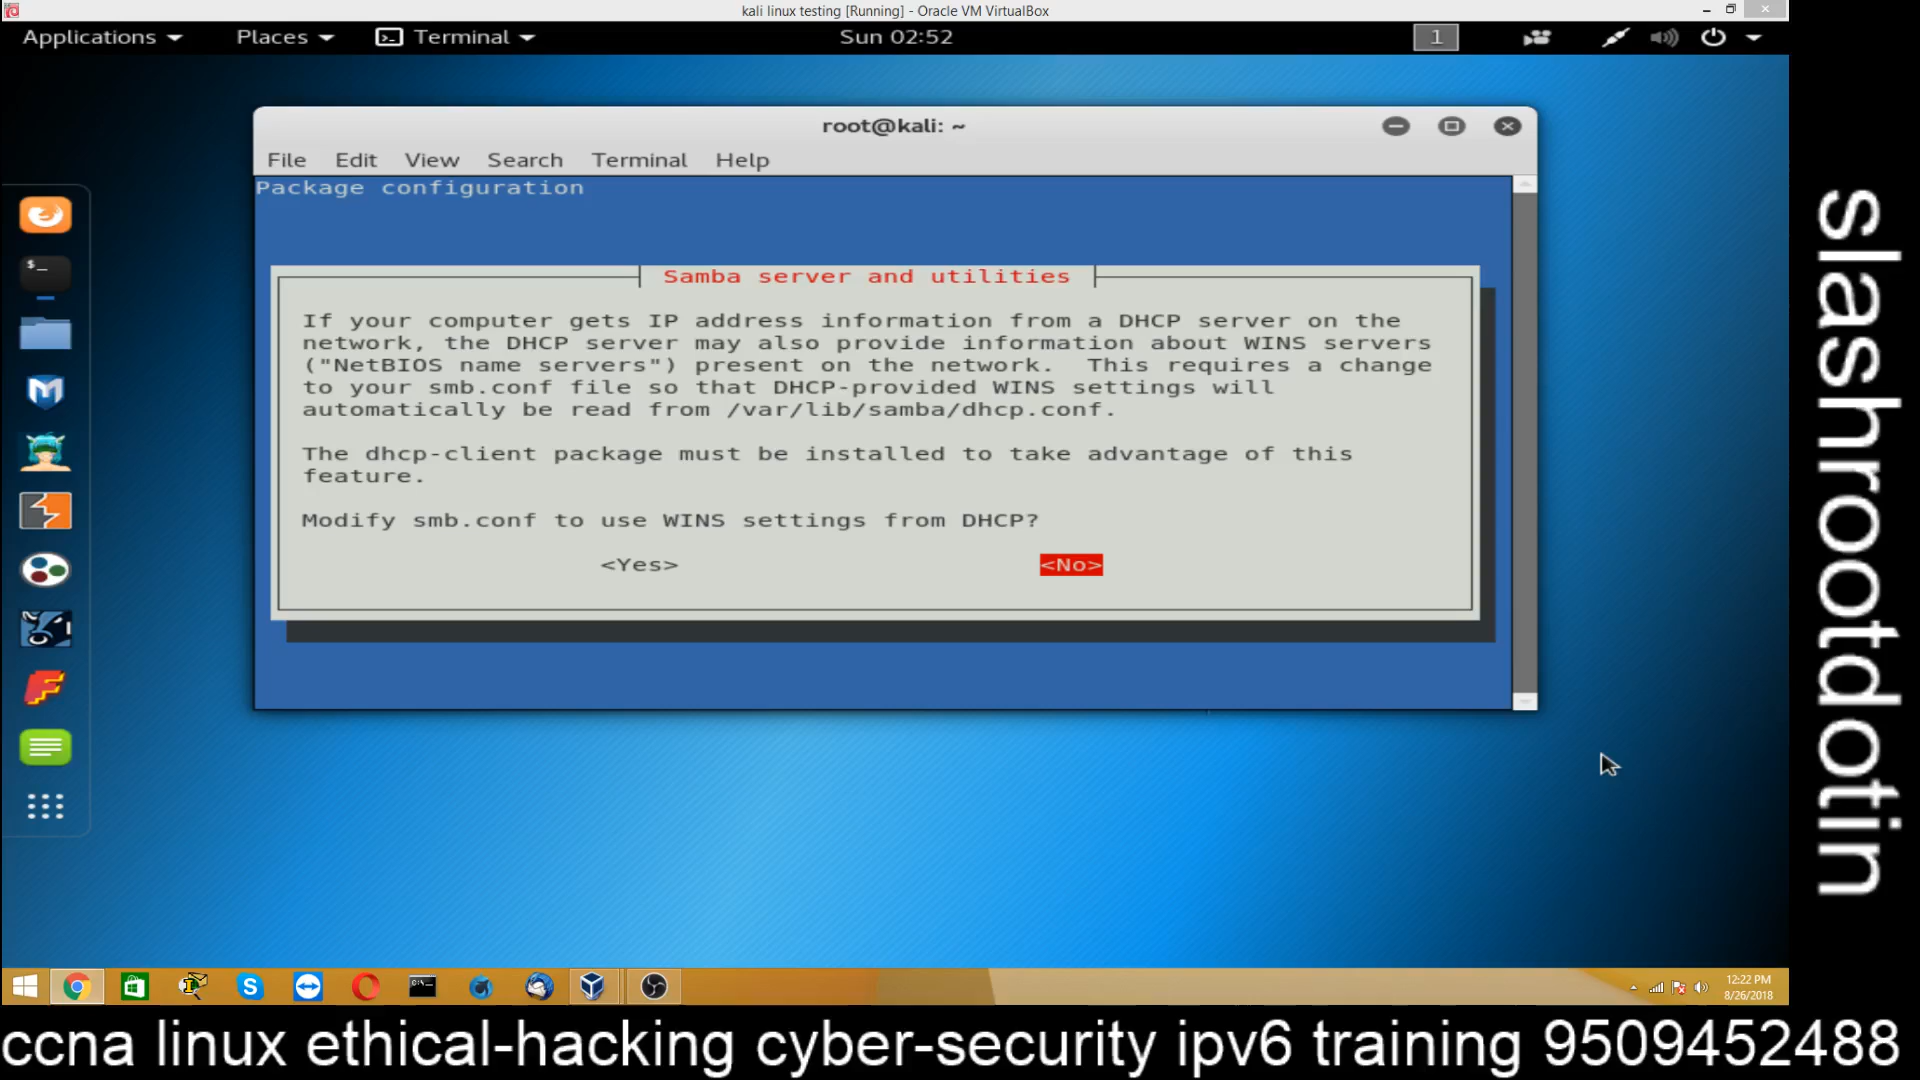 kali linux testing [Running] - Oracle VM VirtualBox
Applications Places Terminal Sun 02:52 1
root@kali: ~
File Edit View Search Terminal Help
Package configuration
Samba server and utilities
If your computer gets IP address information from a DHCP server on the
network, the DHCP server may also provide information about WINS servers
("NetBIOS name servers") present on the network. This requires a change
to your smb.conf file so that DHCP-provided WINS settings will
automatically be read from /var/lib/samba/dhcp.conf.
The dhcp-client package must be installed to take advantage of this
feature.
Modify smb.conf to use WINS settings from DHCP?
<Yes> <No>
slashrootdotin
12:22 PM
8/26/2018
ccna linux ethical-hacking cyber-security ipv6 training 9509452488